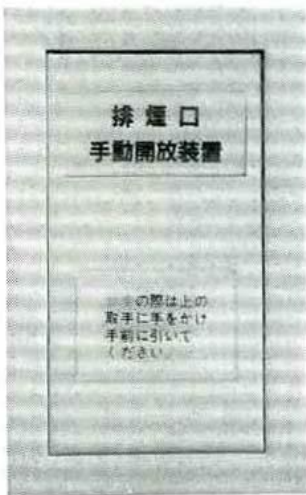 排煙口
手動開放装置
の際は上の
取手に手をかけ
手前に引いて
ください。